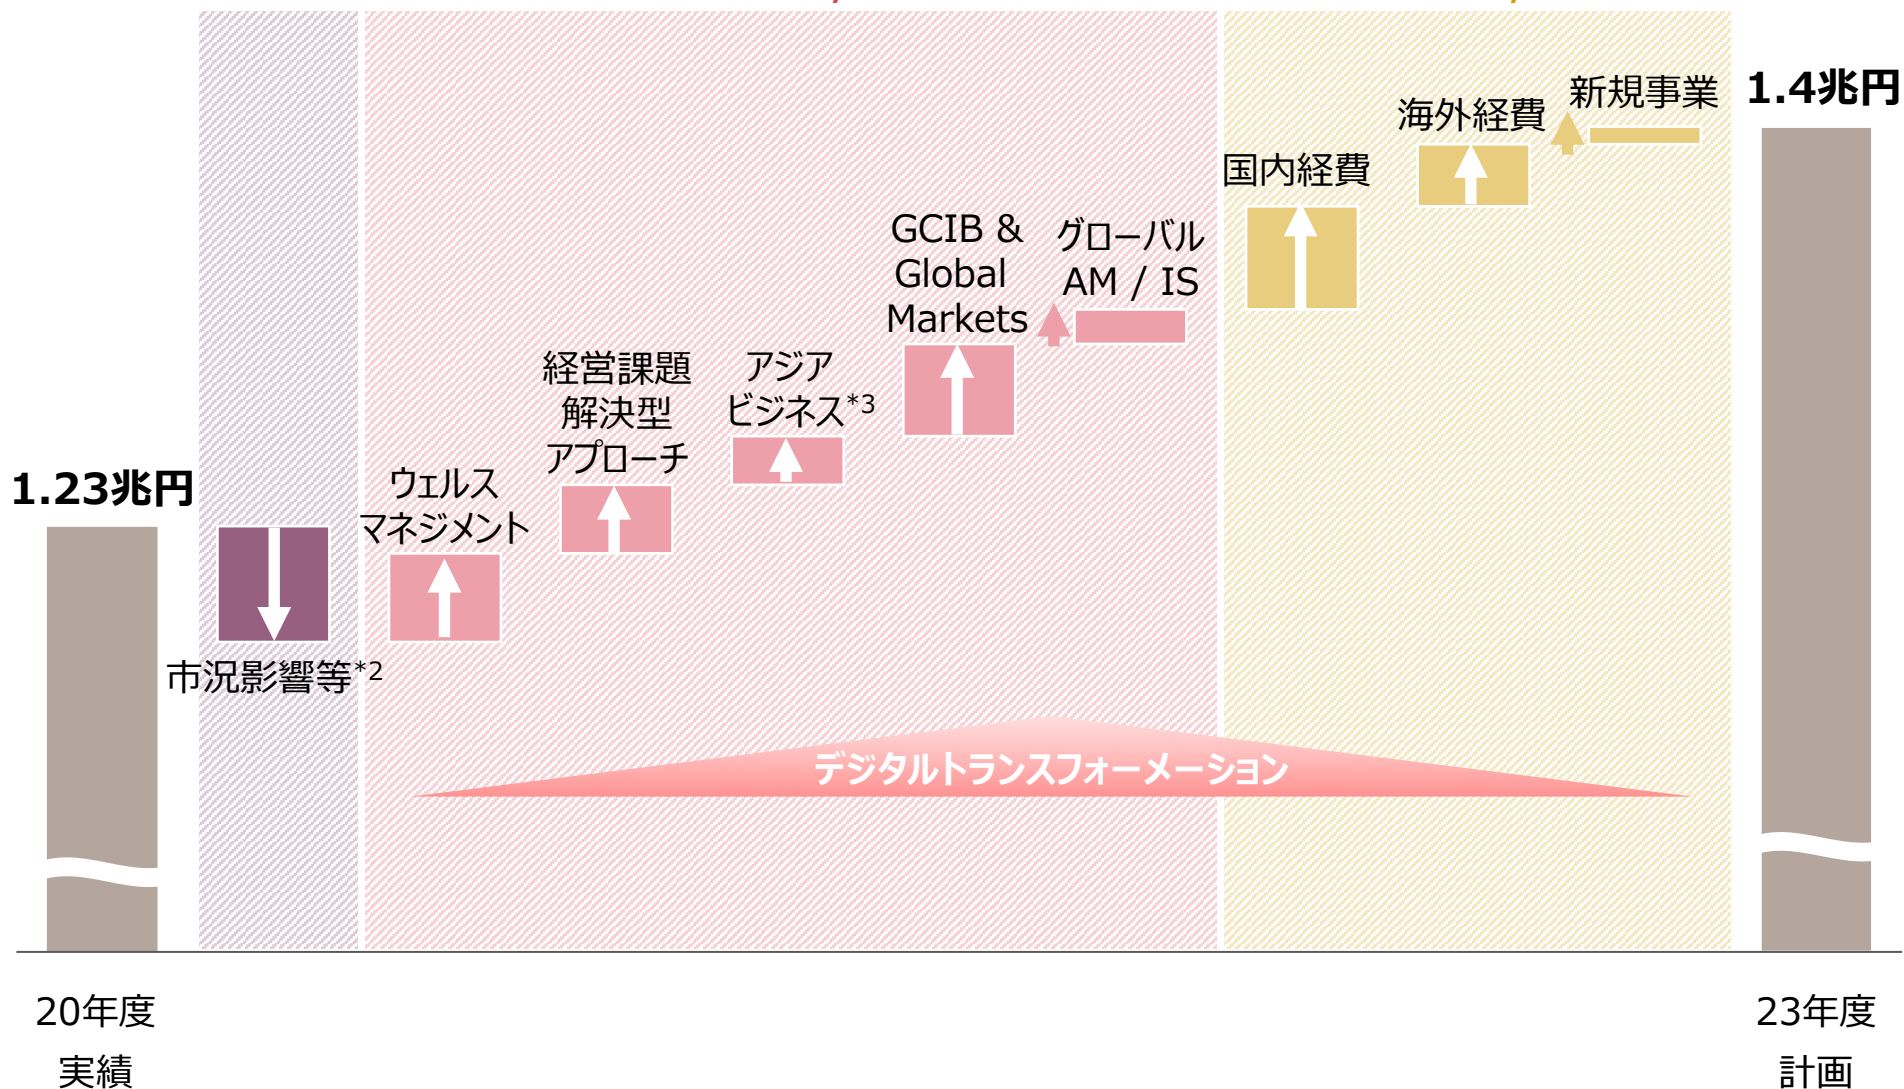 1.23兆円
市況影響等*2
ウェルス
マネジメント
経営課題
解決型
アプローチ
アジア
ビジネス*3
GCIB &
Global
Markets
グローバル
AM / IS
国内経費
海外経費
新規事業
1.4兆円
デジタルトランスフォーメーション
20年度
実績
23年度
計画